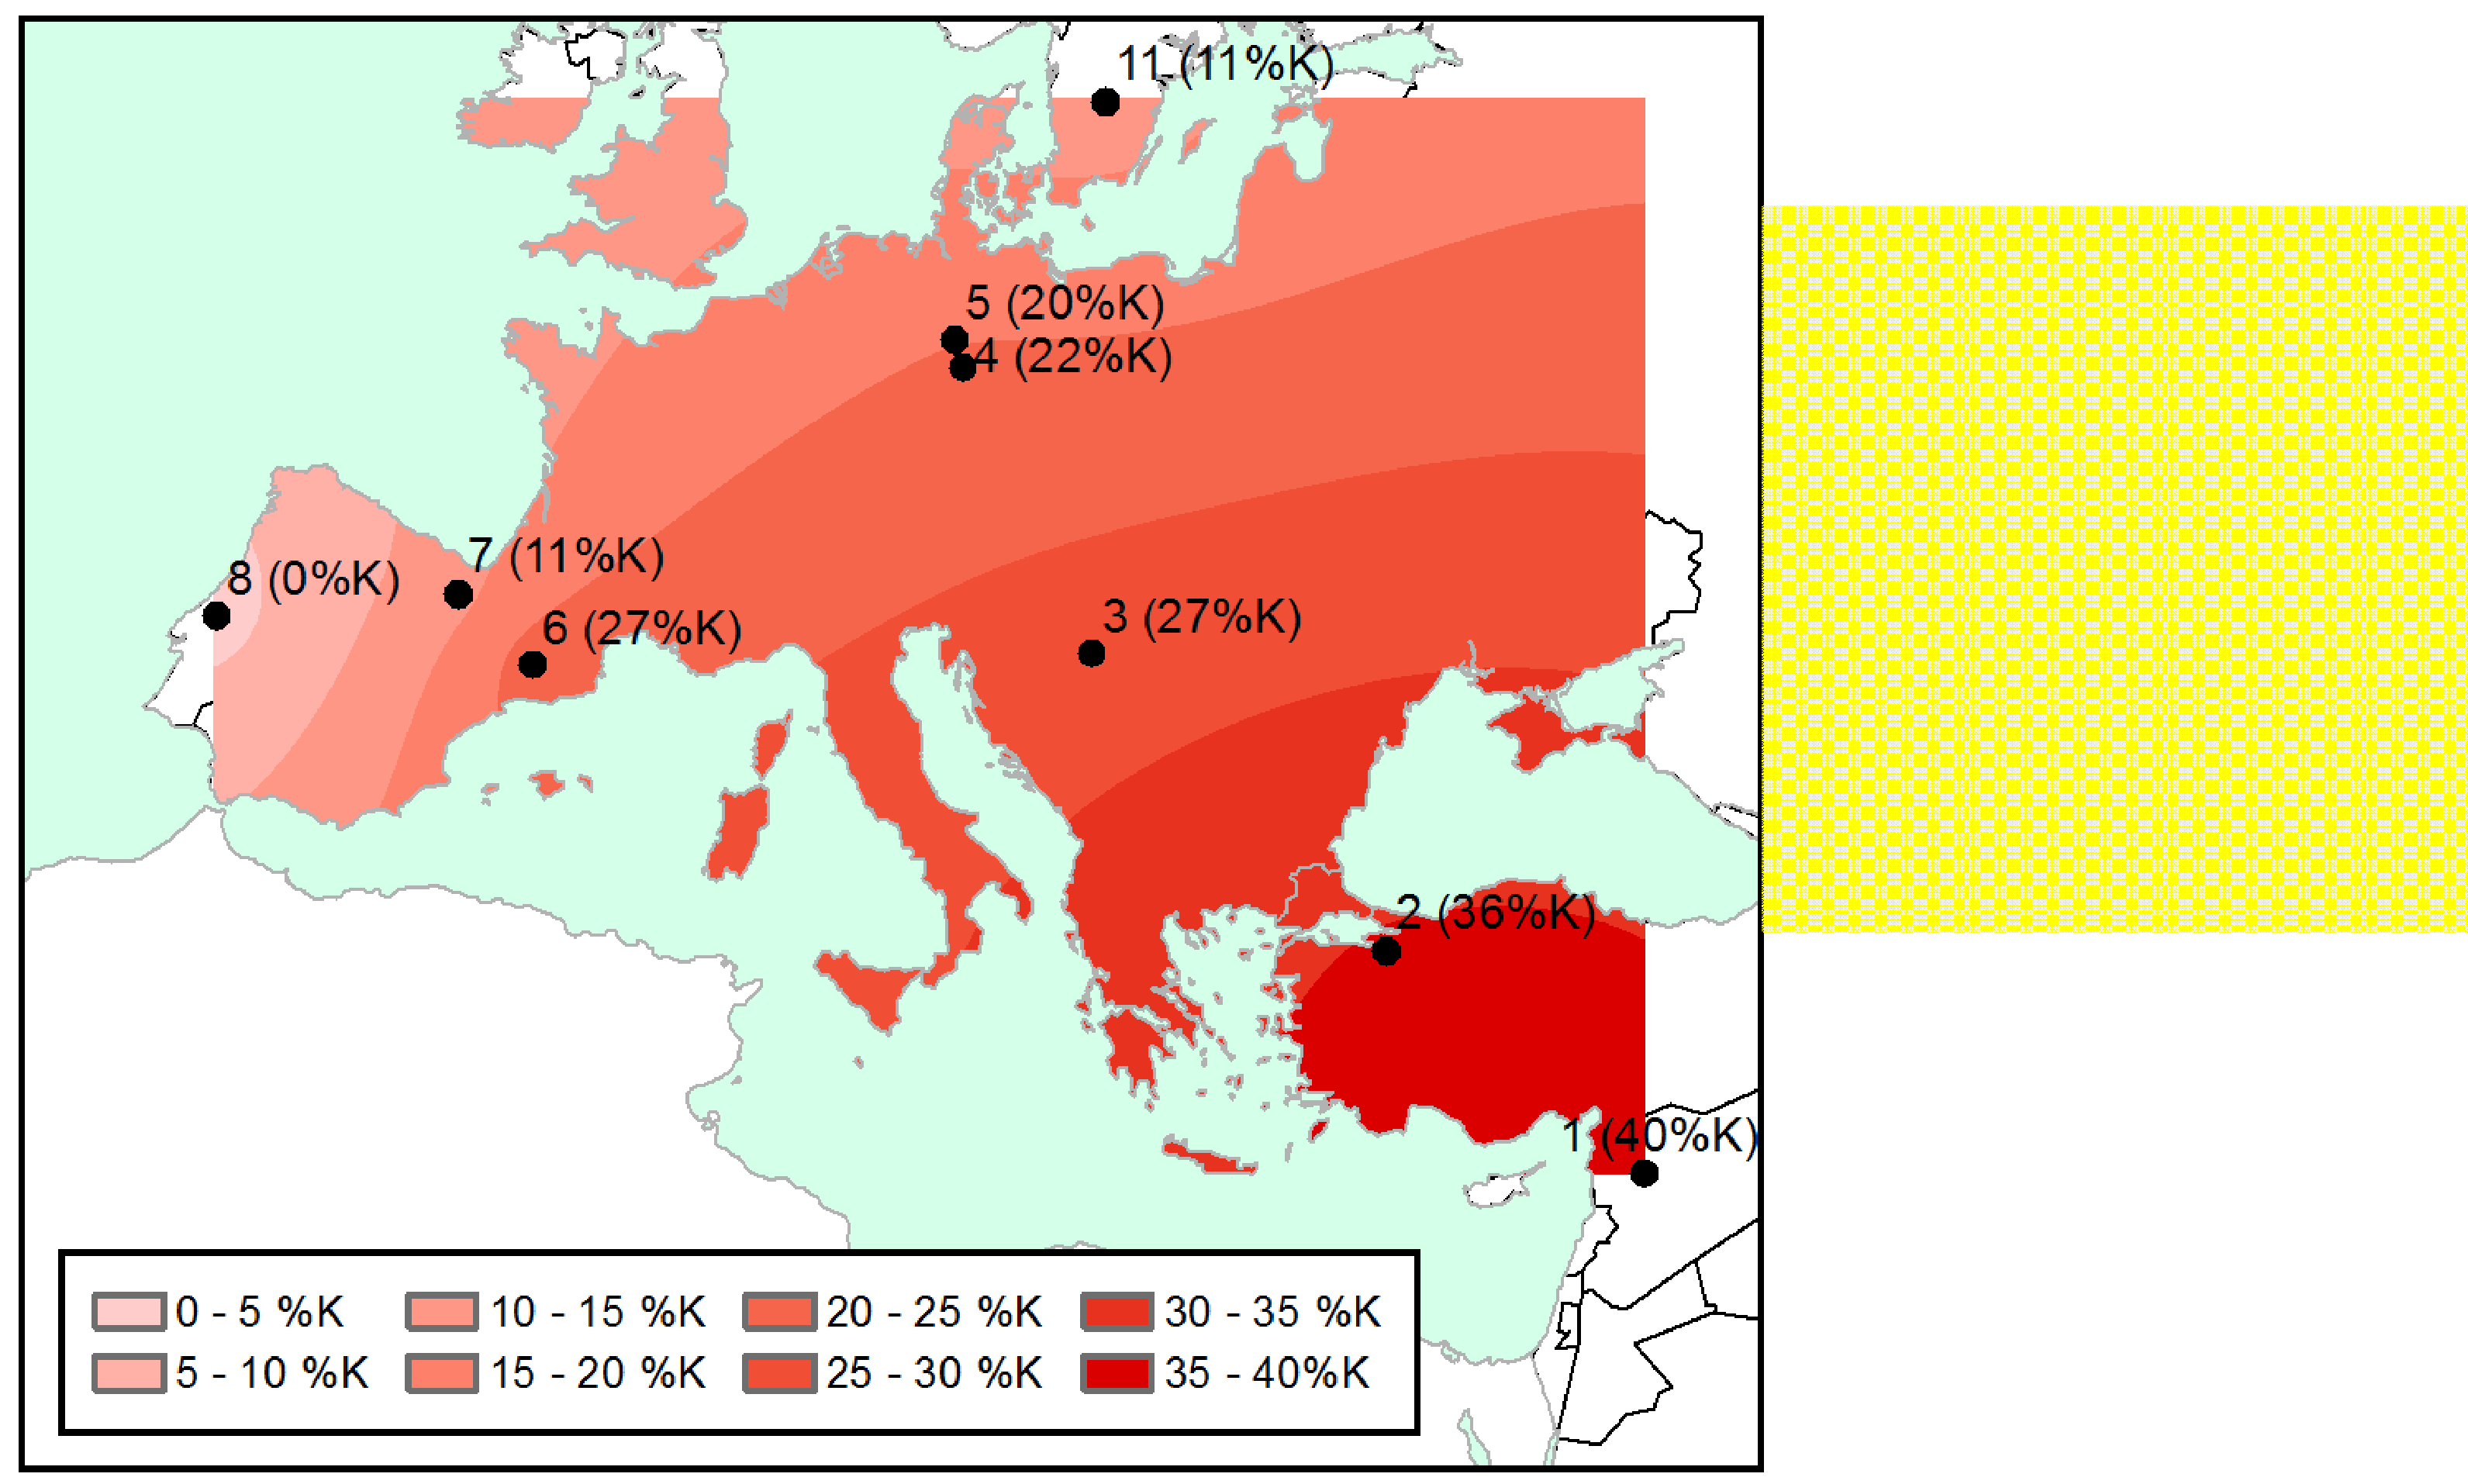 11 (11%K)
5 (20%K)
4 (22%K)
7 (11%K)
8 (0%K)
3 (27%K)
6 (27%K)
2 (36%K)
1 (40%K)
0 - 5 %K
10 - 15 %K
20 - 25 %K
30 - 35 %K
5 - 10 %K
15 - 20 %K
25 - 30 %K
35 - 40%K